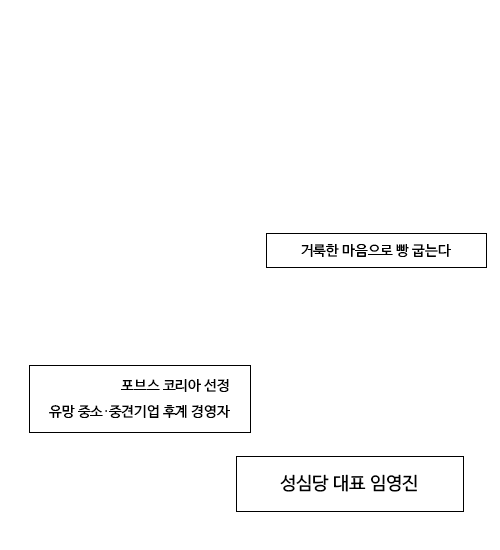 거룩한 마음으로 빵 굽는다
포브스 코리아 선정
유망 중소·중견기업 후계 경영자
성심당 대표 임영진